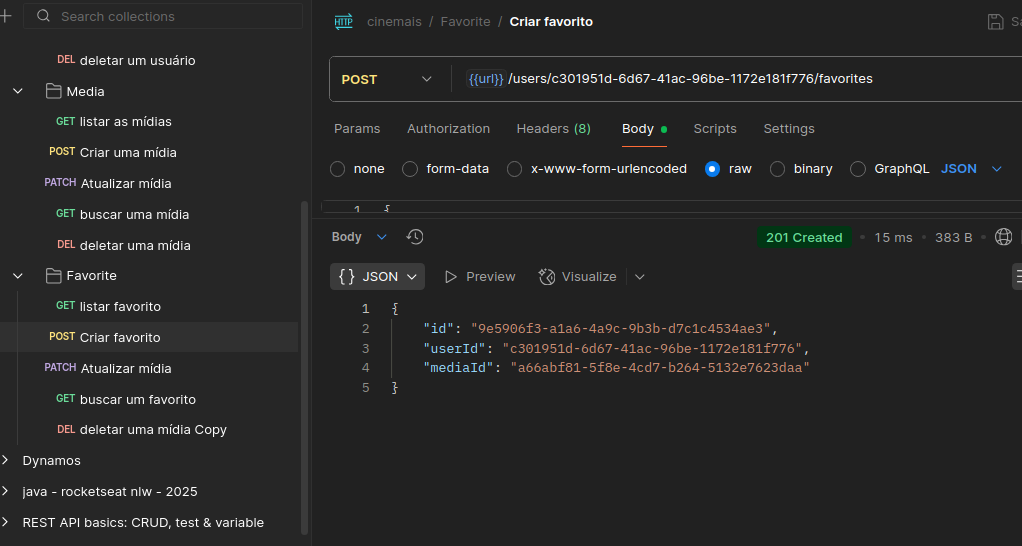 Search collections
DEL deletar um usuário
Media
GET listar as mídias
POST Criar uma mídia
PATCH Atualizar mídia
GET buscar uma mídia
DEL deletar uma mídia
Favorite
GET listar favorito
POST Criar favorito
PATCH Atualizar mídia
GET buscar um favorito
DEL deletar uma mídia Copy
Dynamos
java - rocketseat nlw - 2025
REST API basics: CRUD, test & variable
HTTP cinemais / Favorite / Criar favorito
POST {{url}}/users/c301951d-6d67-41ac-96be-1172e181f776/favorites
Params Authorization Headers (8) Body Scripts Settings
none form-data x-www-form-urlencoded raw binary GraphQL JSON
1 {
Body 201 Created 15 ms 383 B
{} JSON Preview Visualize
1 {
2 "id": "9e5906f3-a1a6-4a9c-9b3b-d7c1c4534ae3",
3 "userId": "c301951d-6d67-41ac-96be-1172e181f776",
4 "mediaId": "a66abf81-5f8e-4cd7-b264-5132e7623daa"
5 }